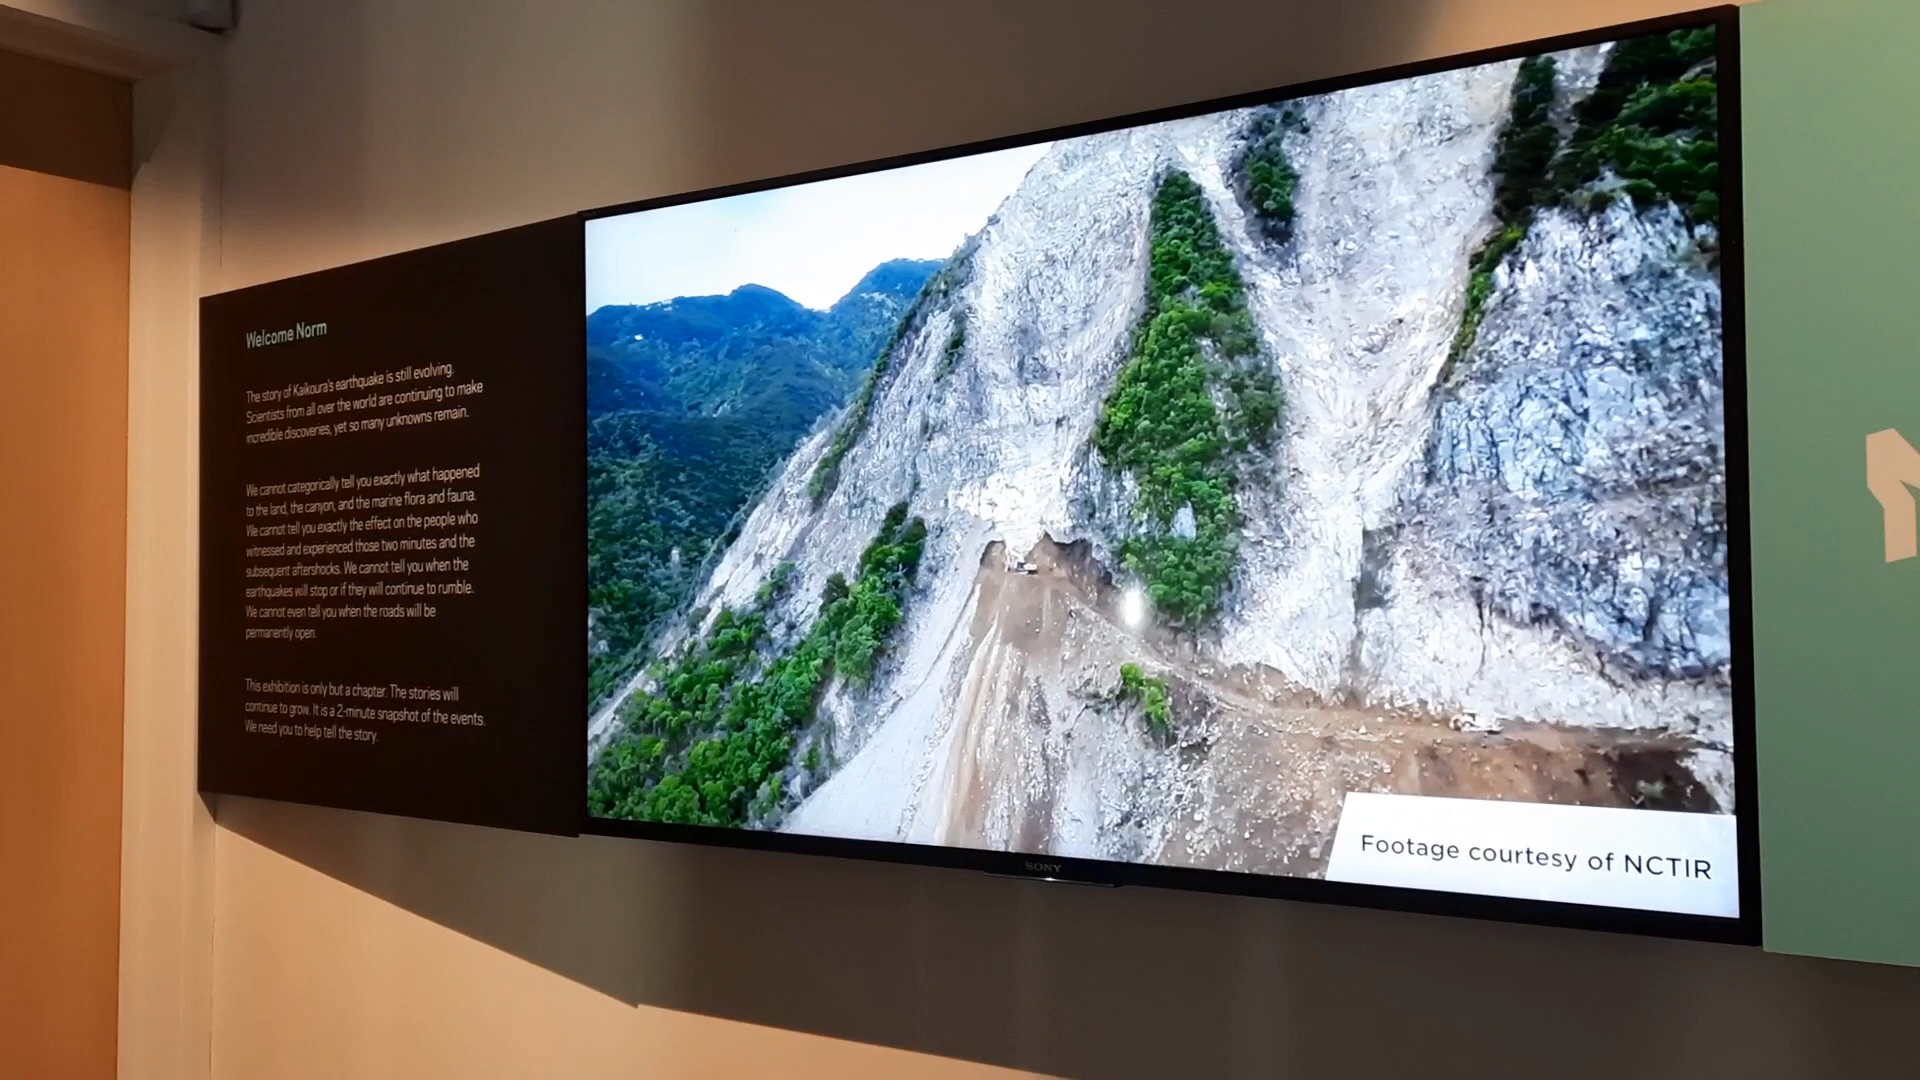 Welcome Norm
The story of Kaikoura's earthquake is still evolving.
Scientists from all over the world are continuing to make
incredible discoveries, yet so many unknowns remain.
We cannot categorically tell you exactly what happened
to the land, the canyon, and the marine flora and fauna.
We cannot tell you exactly the effect on the people who
witnessed and experienced those two minutes and the
subsequent aftershocks. We cannot tell you when the
earthquakes will stop or if they will continue to rumble.
We cannot even tell you when the roads will be
permanently open.
This exhibition is only but a chapter. The stories will
continue to grow. It is a 2-minute snapshot of the events.
We need you to help tell the story.
Footage courtesy of NCTIR
SONY